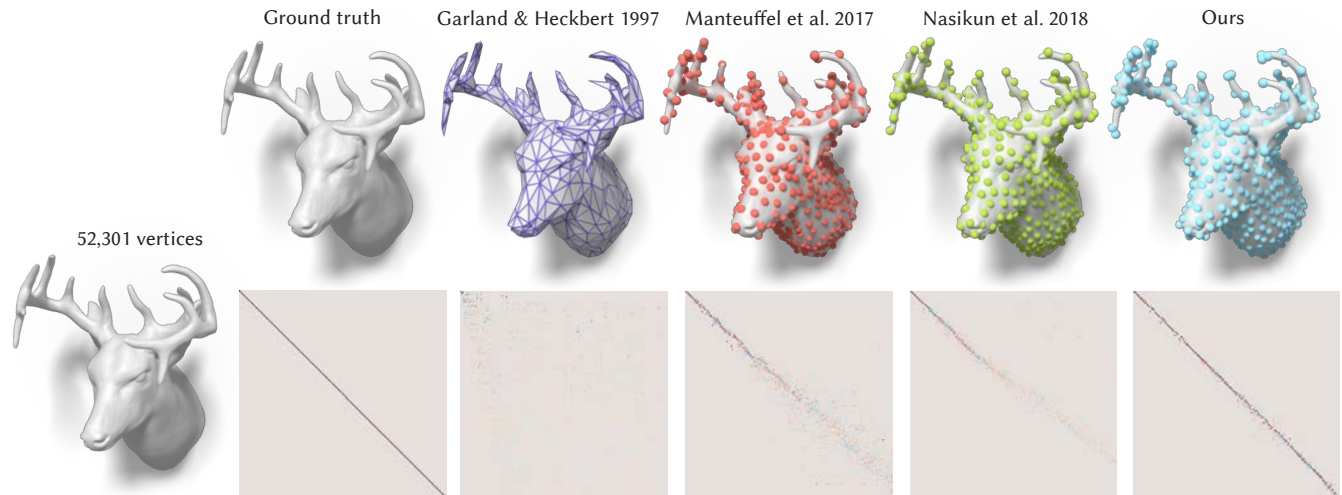 Ground truth
Garland & Heckbert 1997
Manteuffel et al. 2017
Nasikun et al. 2018
Ours
52,301 vertices